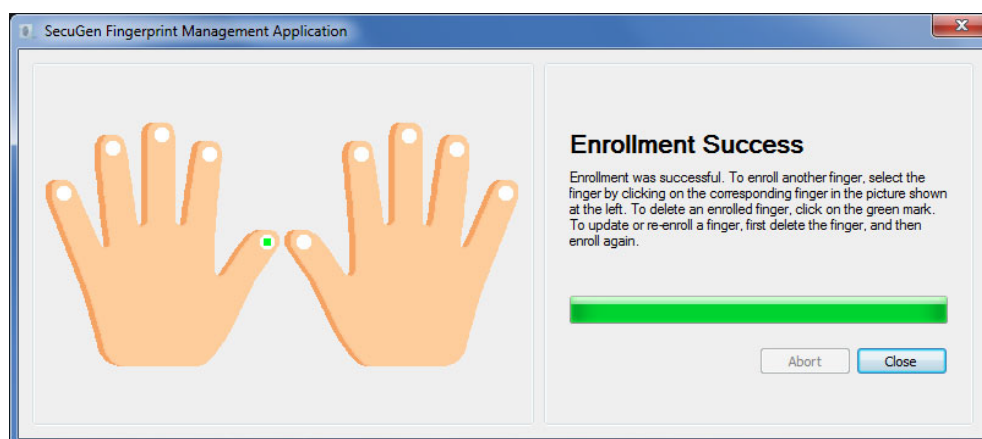 SecuGen Fingerprint Management Application
Enrollment Success
Enrollment was successful. To enroll another finger, select the
finger by clicking on the corresponding finger in the picture shown
at the left. To delete an enrolled finger, click on the green mark.
To update or re-enroll a finger, first delete the finger, and then
enroll again.
Abort
Close